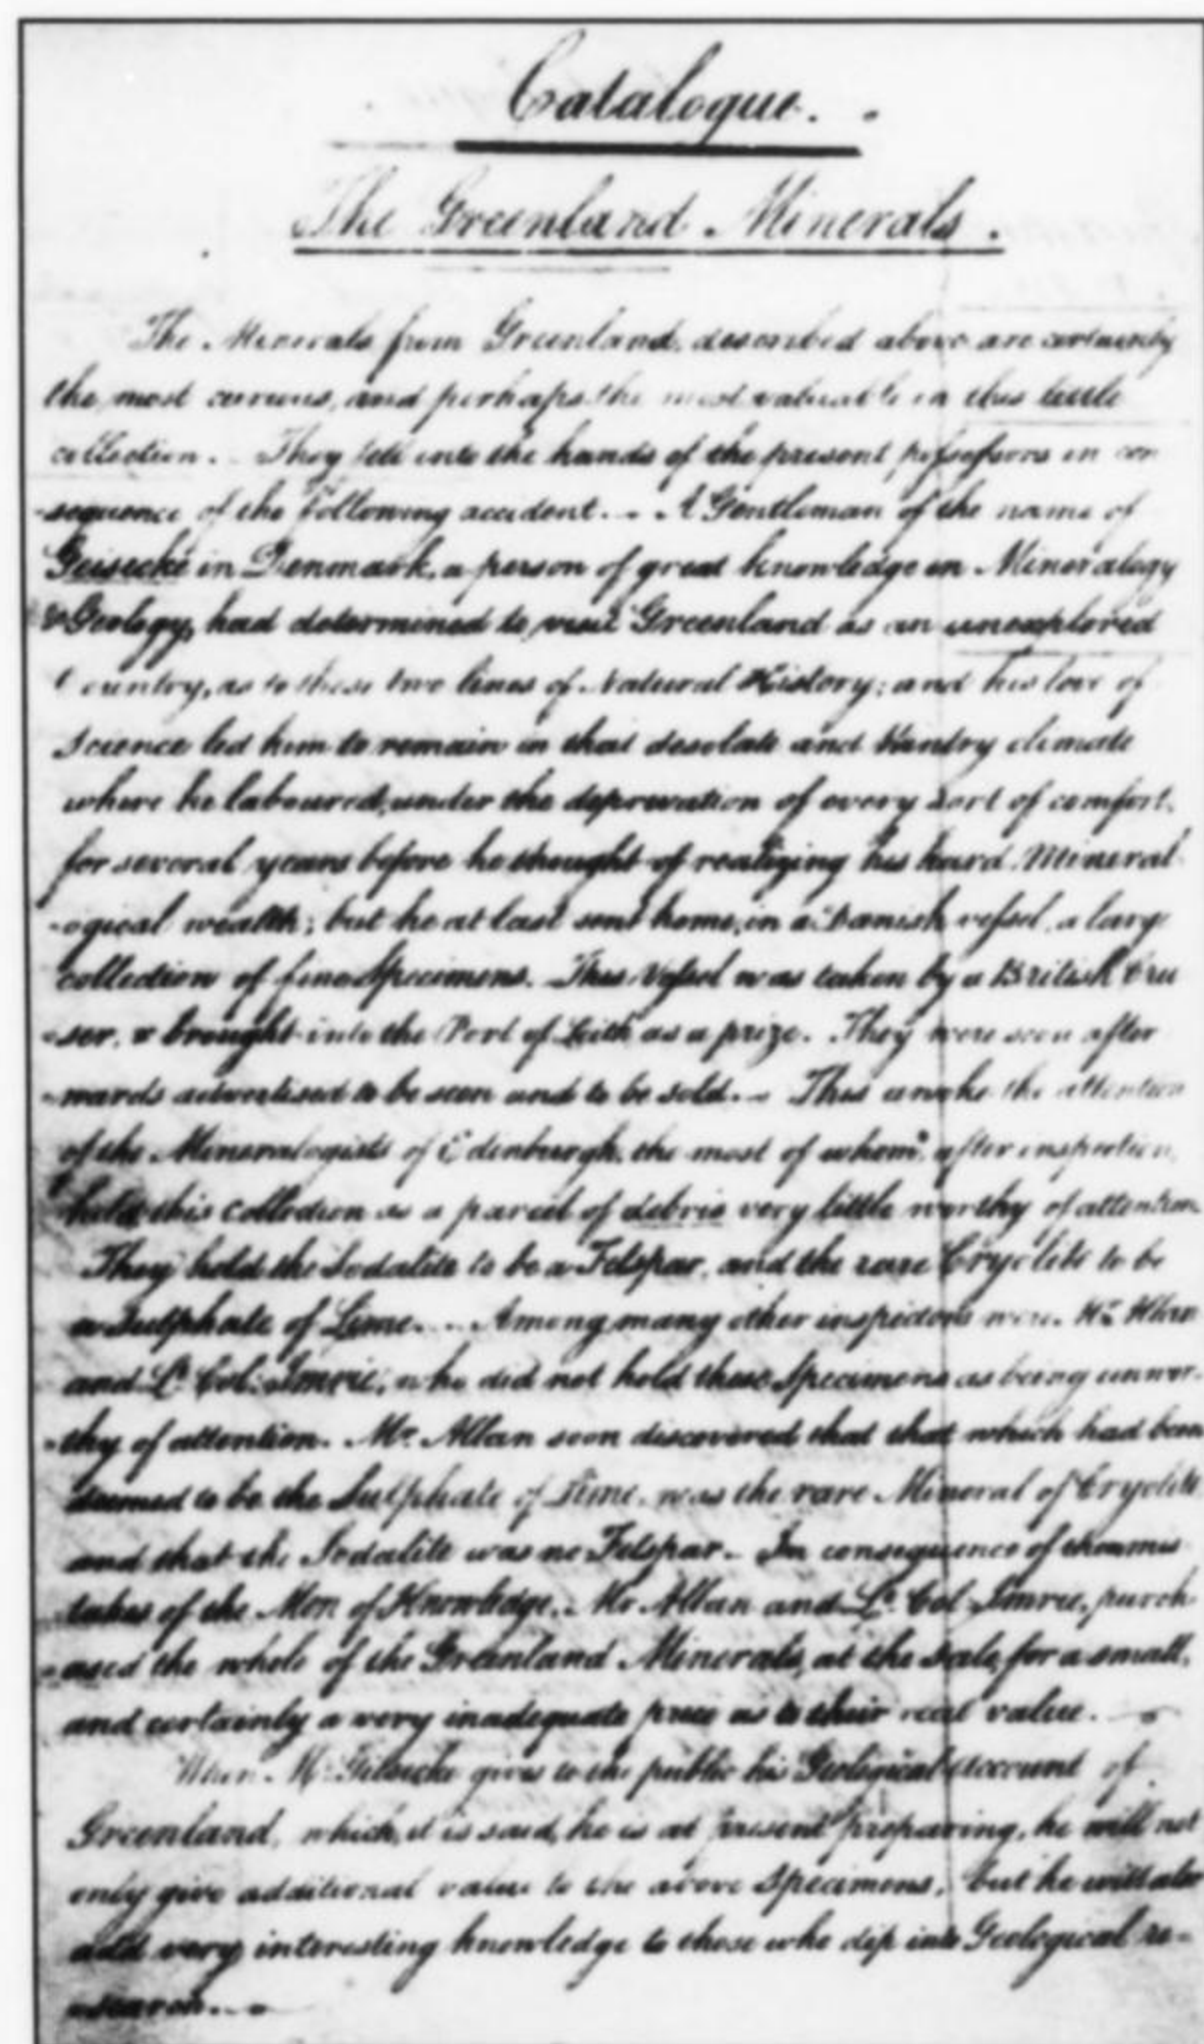 Catalogue.
The Greenland Minerals.
The Minerals from Greenland, described above are certainly
the most curious, and perhaps the most valuable in this little
collection. They fell into the hands of the present possessors in con
-sequence of the following accident. A Gentleman of the name of
Geisecké in Denmark, a person of great knowledge in Mineralogy
& Geology, had determined to visit Greenland as an unexplored
Country, as to these two lines of Natural History; and his love of
Science led him to remain in that desolate and climate
where he laboured, under the deprevation of every sort of comfort,
for several years before he thought of realizing his hard Mineral
-ogical wealth; but he at last sent home, in a Danish vessel, a large
collection of fine Specimens. This Vessel was taken by a British Cru
-ser, & brought into the Port of Leith as a prize. They were soon after
-wards advertised to be seen and to be sold. This awoke the attention
of the Mineralogists of Edinburgh, the most of whom, after inspection,
held this Collection as a parcel of debris very little worthy of attention.
They held the Sodalite to be a Felspar, and the rare Cryolite to be
a Sulphate of Lime. Among many other inspectors were Mr. Allan
and Lt. Col. Imrie, who did not hold these Specimens as being unwor-
-thy of attention. Mr. Allan soon discovered that that which had been
deemed to be the Sulphate of Lime, was the rare Mineral of Cryolite
and that the Sodalite was no Felspar. In consequence of these mis
takes of the Men of Knowledge, Mr. Allan and Lt. Col Imrie, purch
-ased the whole of the Greenland Minerals, at the Sale, for a small,
and certainly a very inadequate price as to their real value.
When Mr. Geisecké gives to the public his Geological Account of
Greenland, which, it is said, he is at present preparing, he will not
only give additional value to the above Specimens, but he will also
add very interesting knowledge to those who dip into Geological re-
-search.